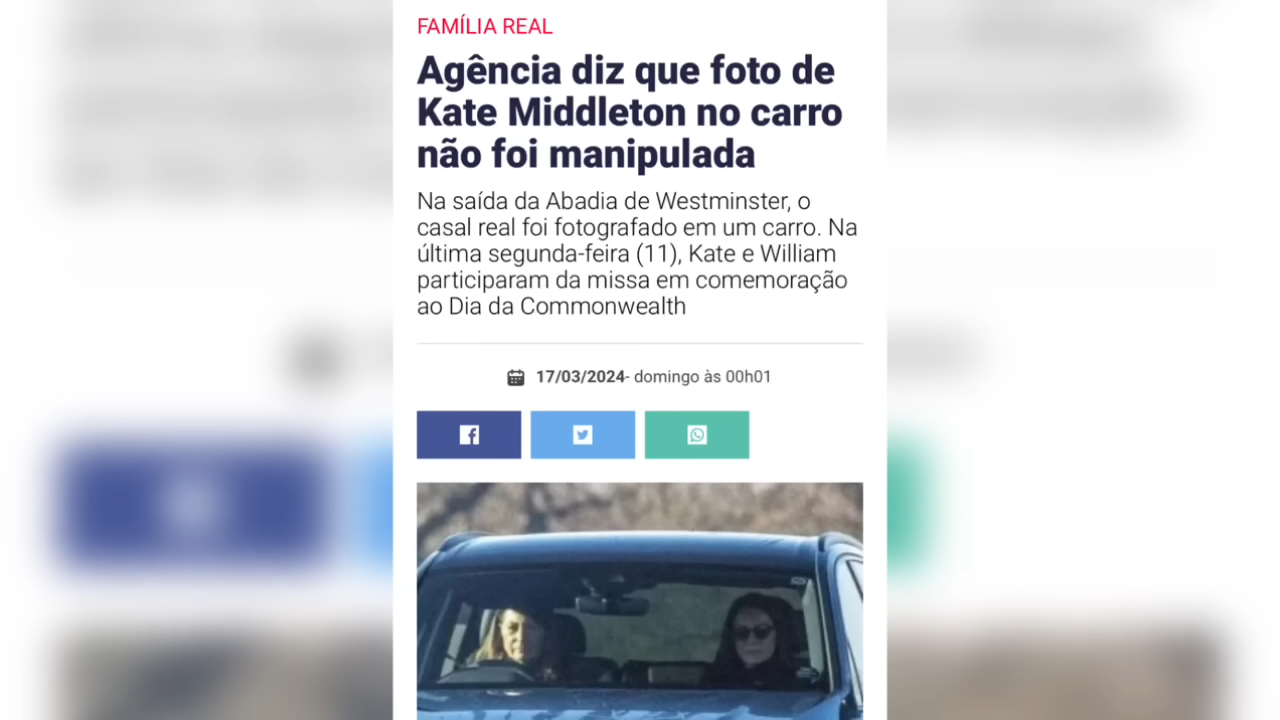 FAMÍLIA REAL
Agência diz que foto de
Kate Middleton no carro
não foi manipulada
Na saída da Abadia de Westminster, o
casal real foi fotografado em um carro. Na
última segunda-feira (11), Kate e William
participaram da missa em comemoração
ao Dia da Commonwealth
17/03/2024- domingo às 00h01